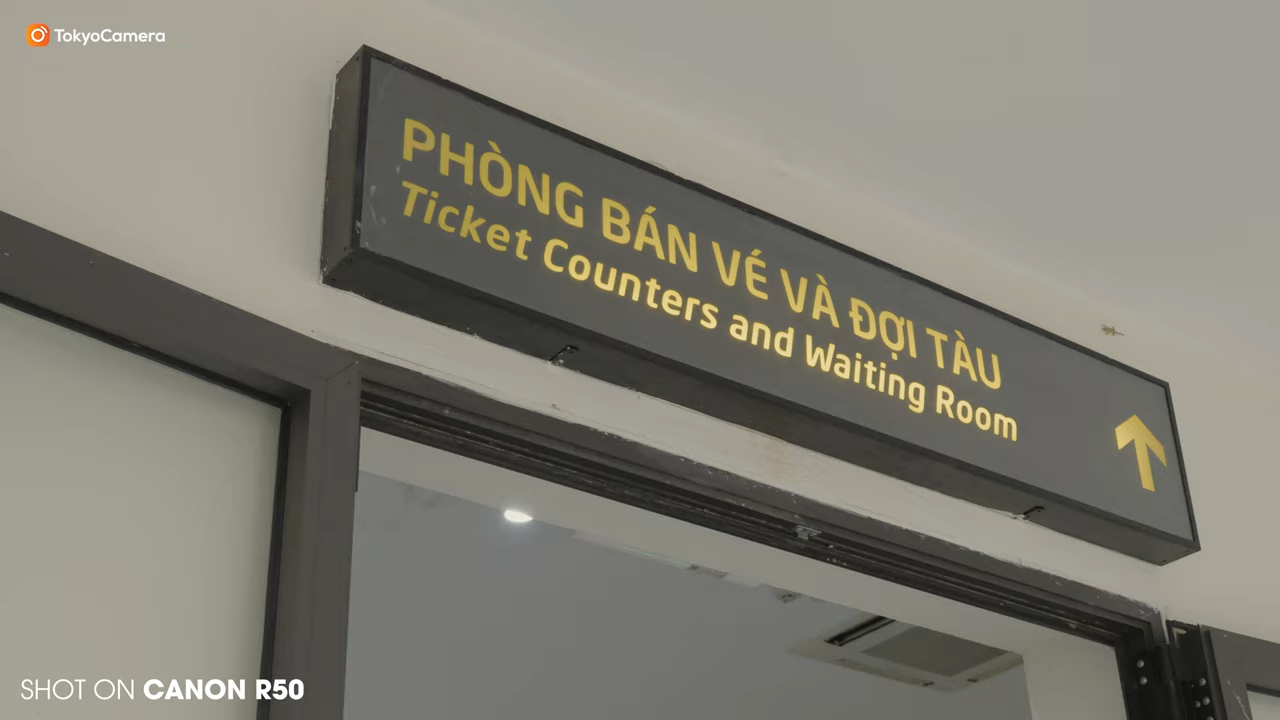 TokyoCamera
PHÒNG BÁN VÉ VÀ ĐỢI TÀU
Ticket Counters and Waiting Room
SHOT ON CANON R50